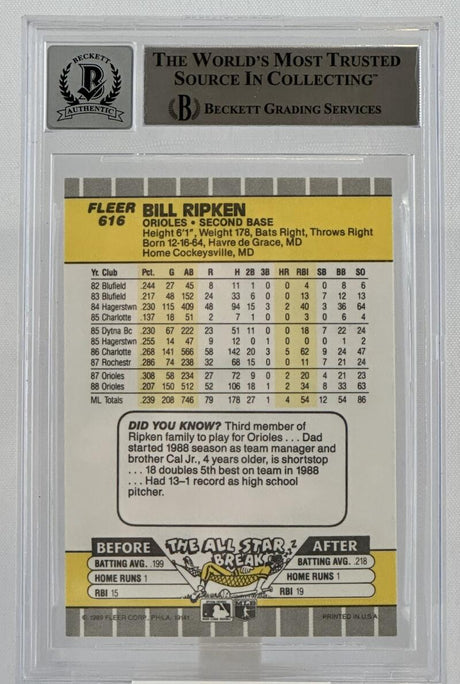 BECKETT
B
AUTHENTIC
THE WORLD'S MOST TRUSTED
SOURCE IN COLLECTING™
B BECKETT GRADING SERVICES
FLEER
616
BILL RIPKEN
ORIOLES • SECOND BASE
Height 6'1", Weight 178, Bats Right, Throws Right
Born 12-16-64, Havre de Grace, MD
Home Cockeysville, MD
Yr. Club Pct. G AB R H 2B 3B HR RBI SB BB SO
82 Blufield .244 27 45 8 11 1 0 0 4 0 8 6
83 Blufield .217 48 152 24 33 6 0 0 13 7 12 13
84 Hagerstwn .230 115 409 48 94 15 3 2 40 3 36 64
85 Charlotte .137 18 51 2 7 1 0 0 3 0 6 4
85 Dytna Bc .230 67 222 23 51 11 0 0 18 7 22 24
85 Hagerstwn .255 14 47 9 12 0 0 0 0 0 1 2
86 Charlotte .268 141 566 58 142 20 3 5 62 9 24 47
87 Rochestr .286 74 238 32 68 15 0 0 11 7 21 24
87 Orioles .308 58 234 27 72 9 0 2 20 4 21 23
88 Orioles .207 150 512 52 106 18 1 2 34 8 33 63
ML Totals .239 208 746 79 178 27 1 4 54 12 54 86
DID YOU KNOW? Third member of
Ripken family to play for Orioles . . . Dad
started 1988 season as team manager and
brother Cal Jr., 4 years older, is shortstop
. . . 18 doubles 5th best on team in 1988
. . . Had 13-1 record as high school
pitcher.
BEFORE THE ALL STAR BREAK AFTER
BATTING AVG. .199 BATTING AVG. .218
HOME RUNS 1 HOME RUNS 1
RBI 15 RBI 19
© 1989 FLEER CORP., PHILA. 19141 PRINTED IN U.S.A.